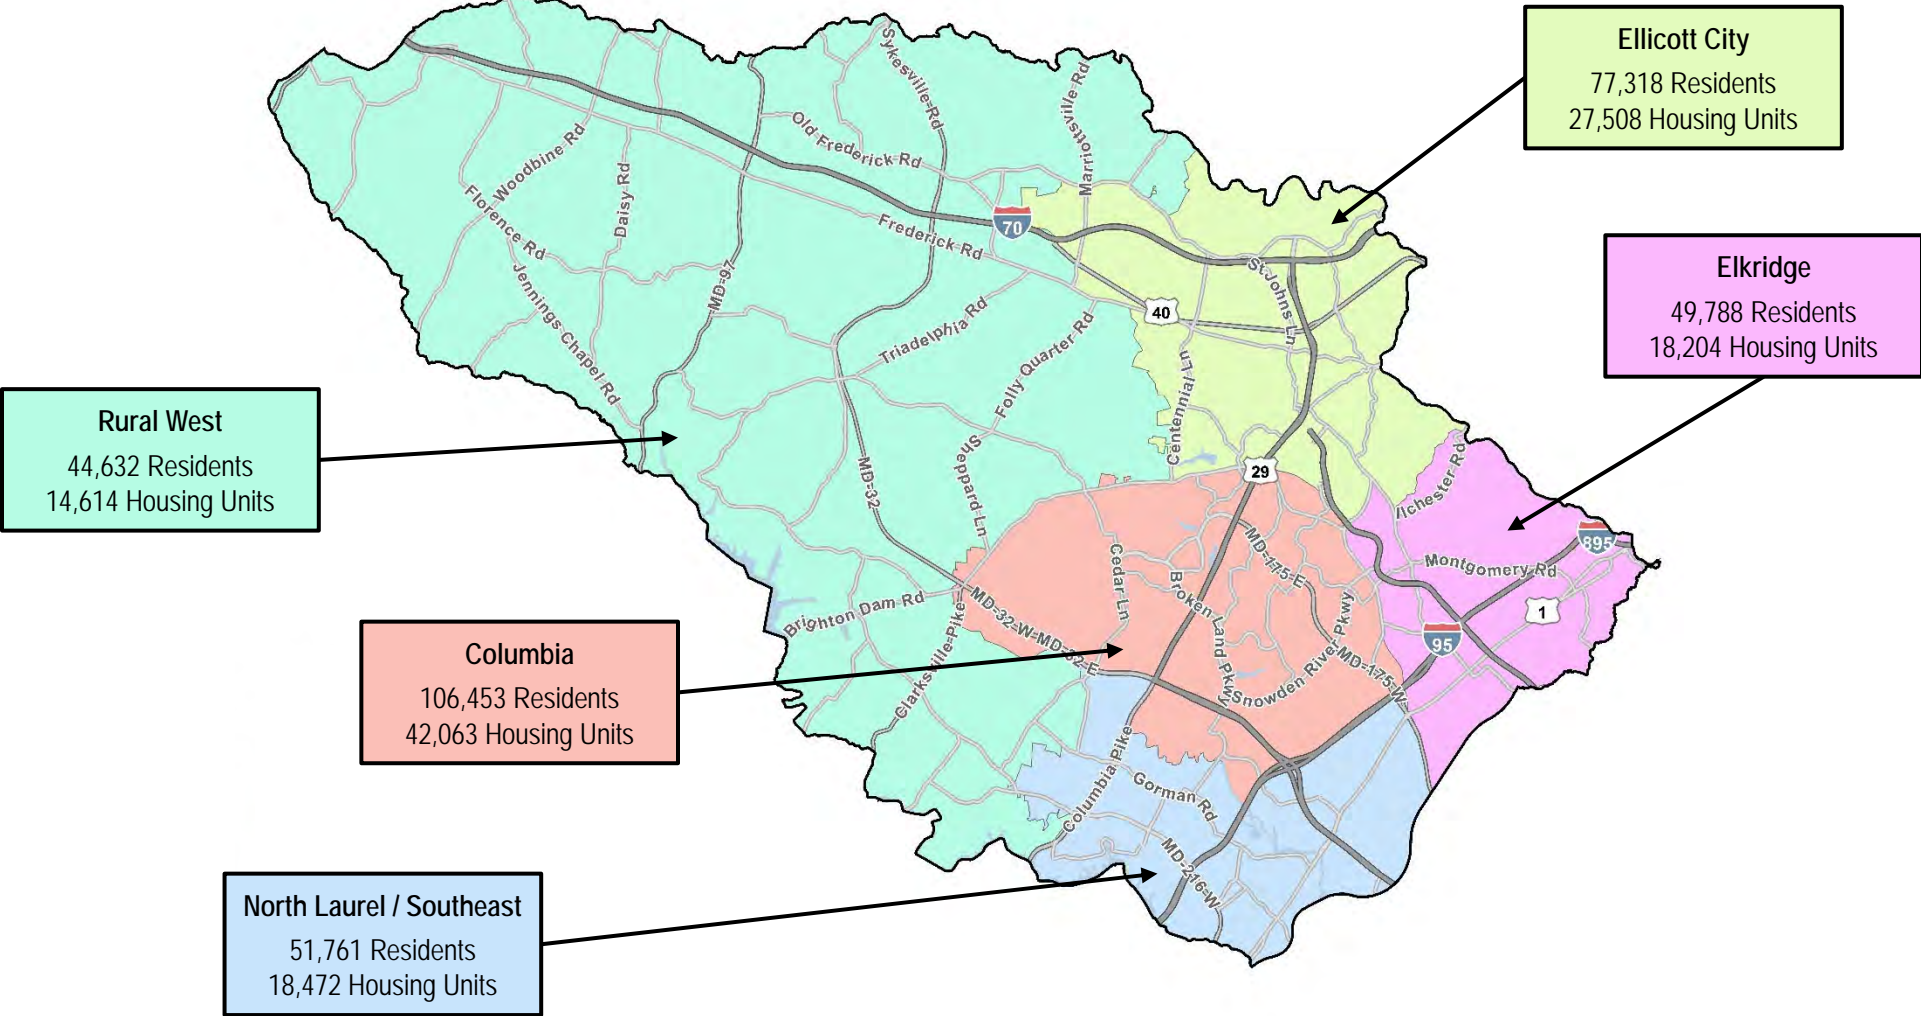 Ellicott City
77,318 Residents
27,508 Housing Units
Elkridge
49,788 Residents
18,204 Housing Units
Rural West
44,632 Residents
14,614 Housing Units
Columbia
106,453 Residents
42,063 Housing Units
North Laurel / Southeast
51,761 Residents
18,472 Housing Units
Sykesville-Rd
Marriottsville-Rd
Old Frederick-Rd
Woodbine Rd
Daisy Rd
Florence Rd
Frederick-Rd
70
MD-97
Jennings Chapel Rd
Triadelphia Rd
Folly Quarter Rd
40
St Johns Ln
Centennial Ln
29
Sheppard-Ln
MD-32
Ilchester Rd
895
Montgomery Rd
1
95
MD-175-E
Cedar Ln
Broken Land Pkwy
Snowden River Pkwy
MD-175-W
Brighton Dam Rd
MD-32-W-MD-32-E
Clarksville-Pike
Columbia-Pike
Gorman Rd
MD-216-W